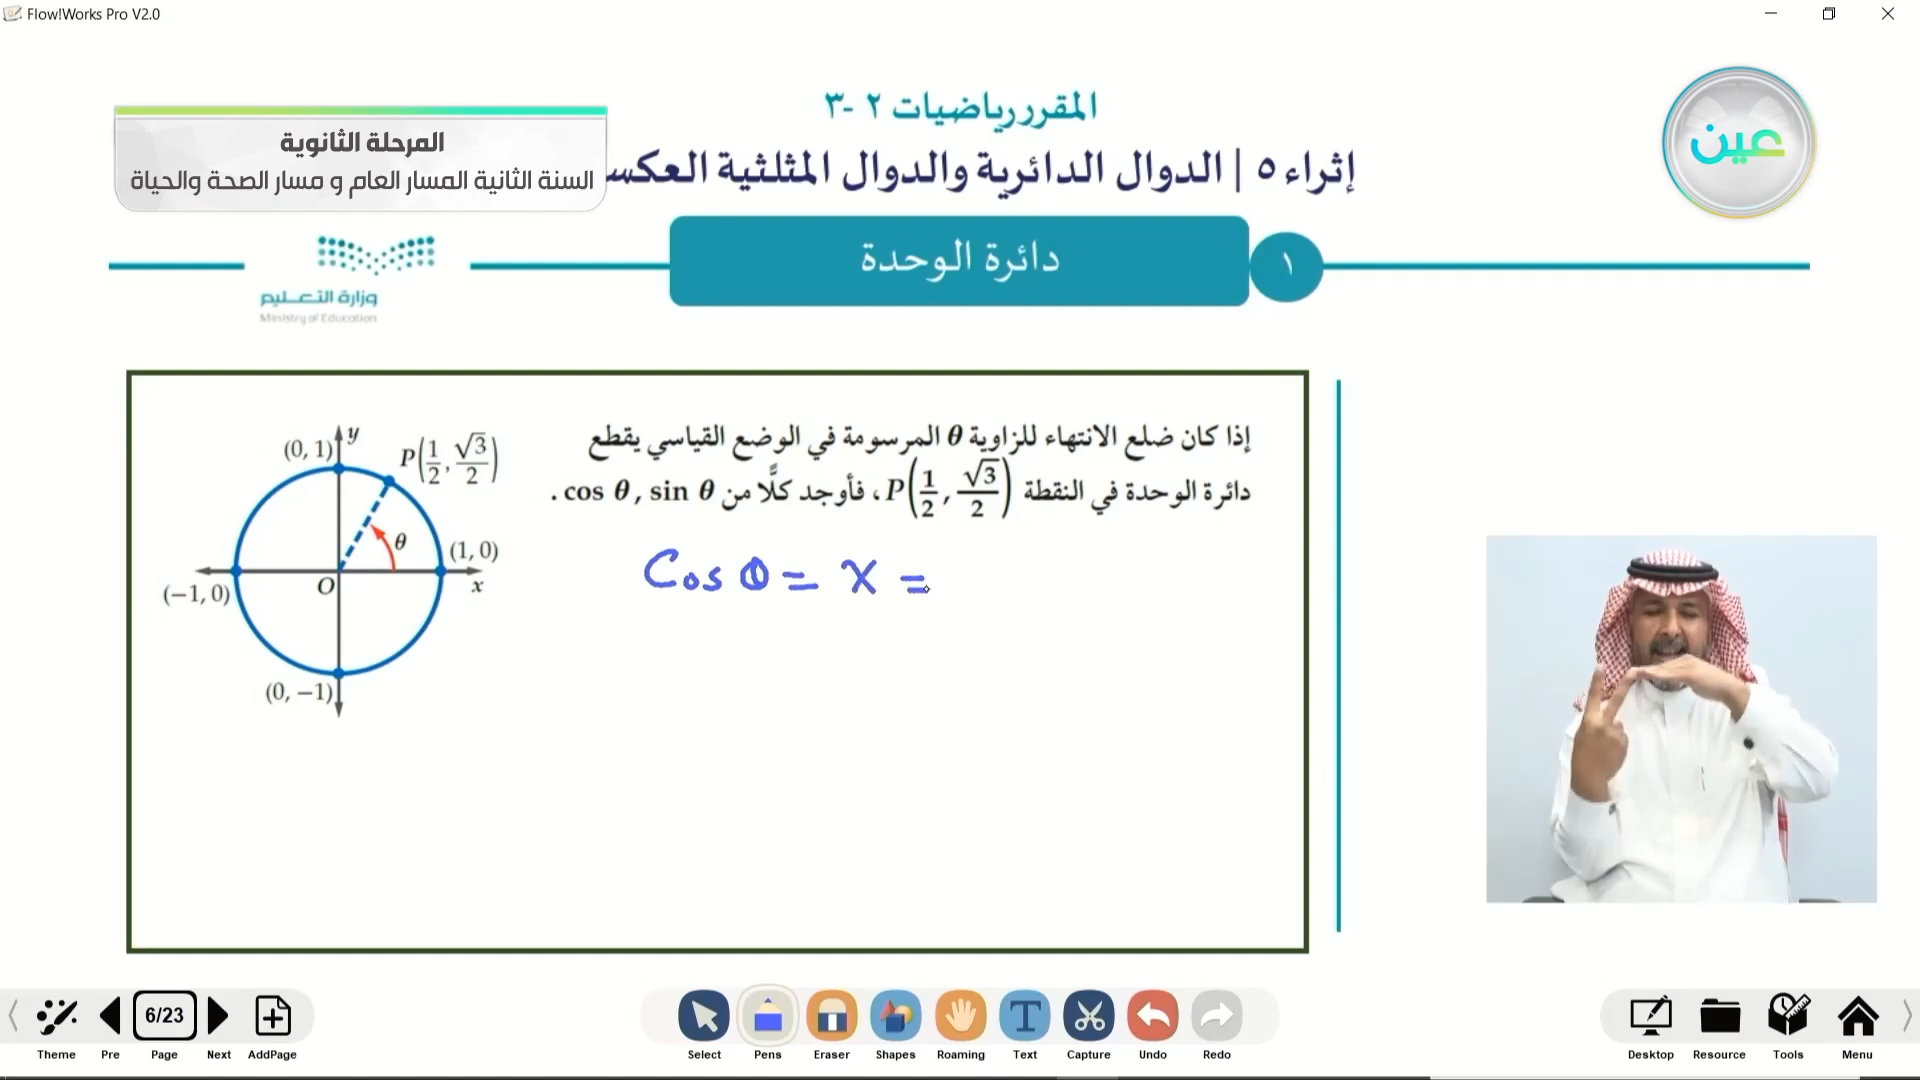 Flow!Works Pro V2.0
المقرر رياضيات ٢ -٣
إثراء ٥ | الدوال الدائرية والدوال المثلثية العكس
المرحلة الثانوية
السنة الثانية المسار العام و مسار الصحة والحياة
عين
١
دائرة الوحدة
وزارة التعليم
Ministry of Education
إذا كان ضلع الانتهاء للزاوية θ المرسومة في الوضع القياسي يقطع
دائرة الوحدة في النقطة P(1/2, √3/2)، فأوجد كلًّا من cos θ, sin θ .
(0, 1)
y
P(1/2, √3/2)
θ
(1, 0)
(−1, 0)
O
x
(0, −1)
Cos θ = x =
6/23
Theme Pre Page Next AddPage
T
Select Pens Eraser Shapes Roaming Text Capture Undo Redo
Desktop Resource Tools Menu